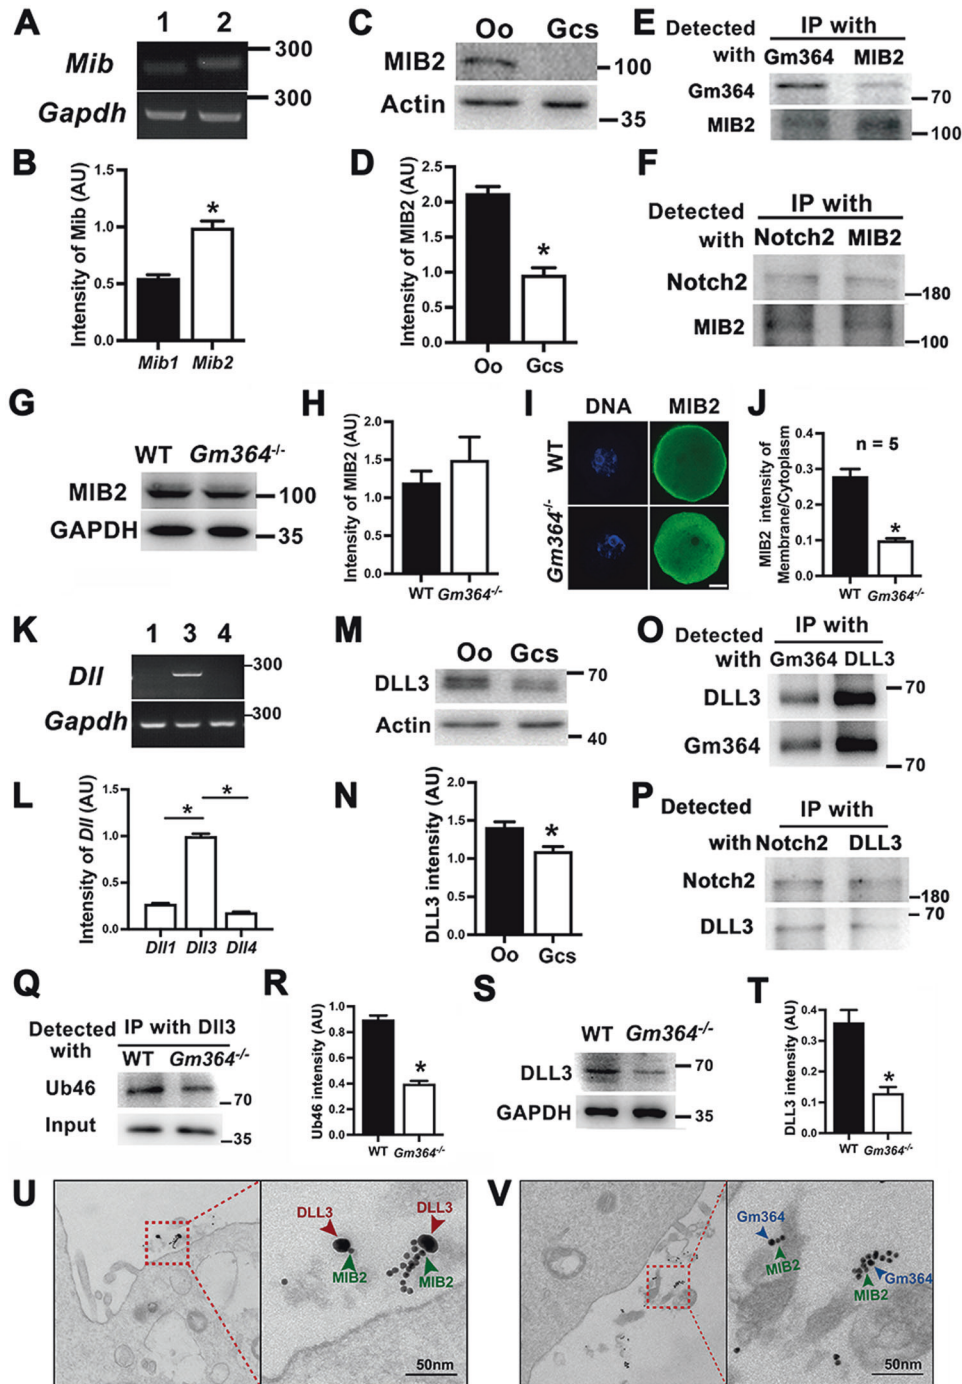 A
1 2
Mib
300
Gapdh
300
B
Intensity of Mib (AU)
1.5
1.0
0.5
0.0
*
Mib1 Mib2
C
Oo Gcs
MIB2
100
Actin
35
D
Intensity of MIB2 (AU)
2.5
2.0
1.5
1.0
0.5
0.0
*
Oo Gcs
E
Detected with
IP with
Gm364 MIB2
Gm364
70
MIB2
100
F
Detected with
IP with
Notch2 MIB2
Notch2
180
MIB2
100
G
WT Gm364-/-
MIB2
100
GAPDH
35
H
Intensity of MIB2 (AU)
2.0
1.5
1.0
0.5
0.0
WT Gm364-/-
I
DNA MIB2
WT
Gm364-/-
J
MIB2 intensity of
Membrane/Cytoplasm
n = 5
0.4
0.3
0.2
0.1
0.0
*
WT Gm364-/-
K
1 3 4
Dll
300
Gapdh
300
L
Intensity of Dll (AU)
1.5
1.0
0.5
0.0
* *
Dll1 Dll3 Dll4
M
Oo Gcs
DLL3
70
Actin
40
N
DLL3 intensity (AU)
2.0
1.5
1.0
0.5
0.0
*
Oo Gcs
O
Detected with
IP with
Gm364 DLL3
DLL3
70
Gm364
70
P
Detected with
IP with
Notch2 DLL3
Notch2
180
70
DLL3
Q
Detected with
IP with Dll3
WT Gm364-/-
Ub46
70
Input
35
R
Ub46 intensity (AU)
1.0
0.8
0.6
0.4
0.2
0.0
*
WT Gm364-/-
S
WT Gm364-/-
DLL3
70
GAPDH
35
T
DLL3 intensity (AU)
0.4
0.3
0.2
0.1
0.0
*
WT Gm364-/-
U
DLL3 DLL3
MIB2 MIB2
50nm
V
Gm364
MIB2
Gm364
MIB2
50nm